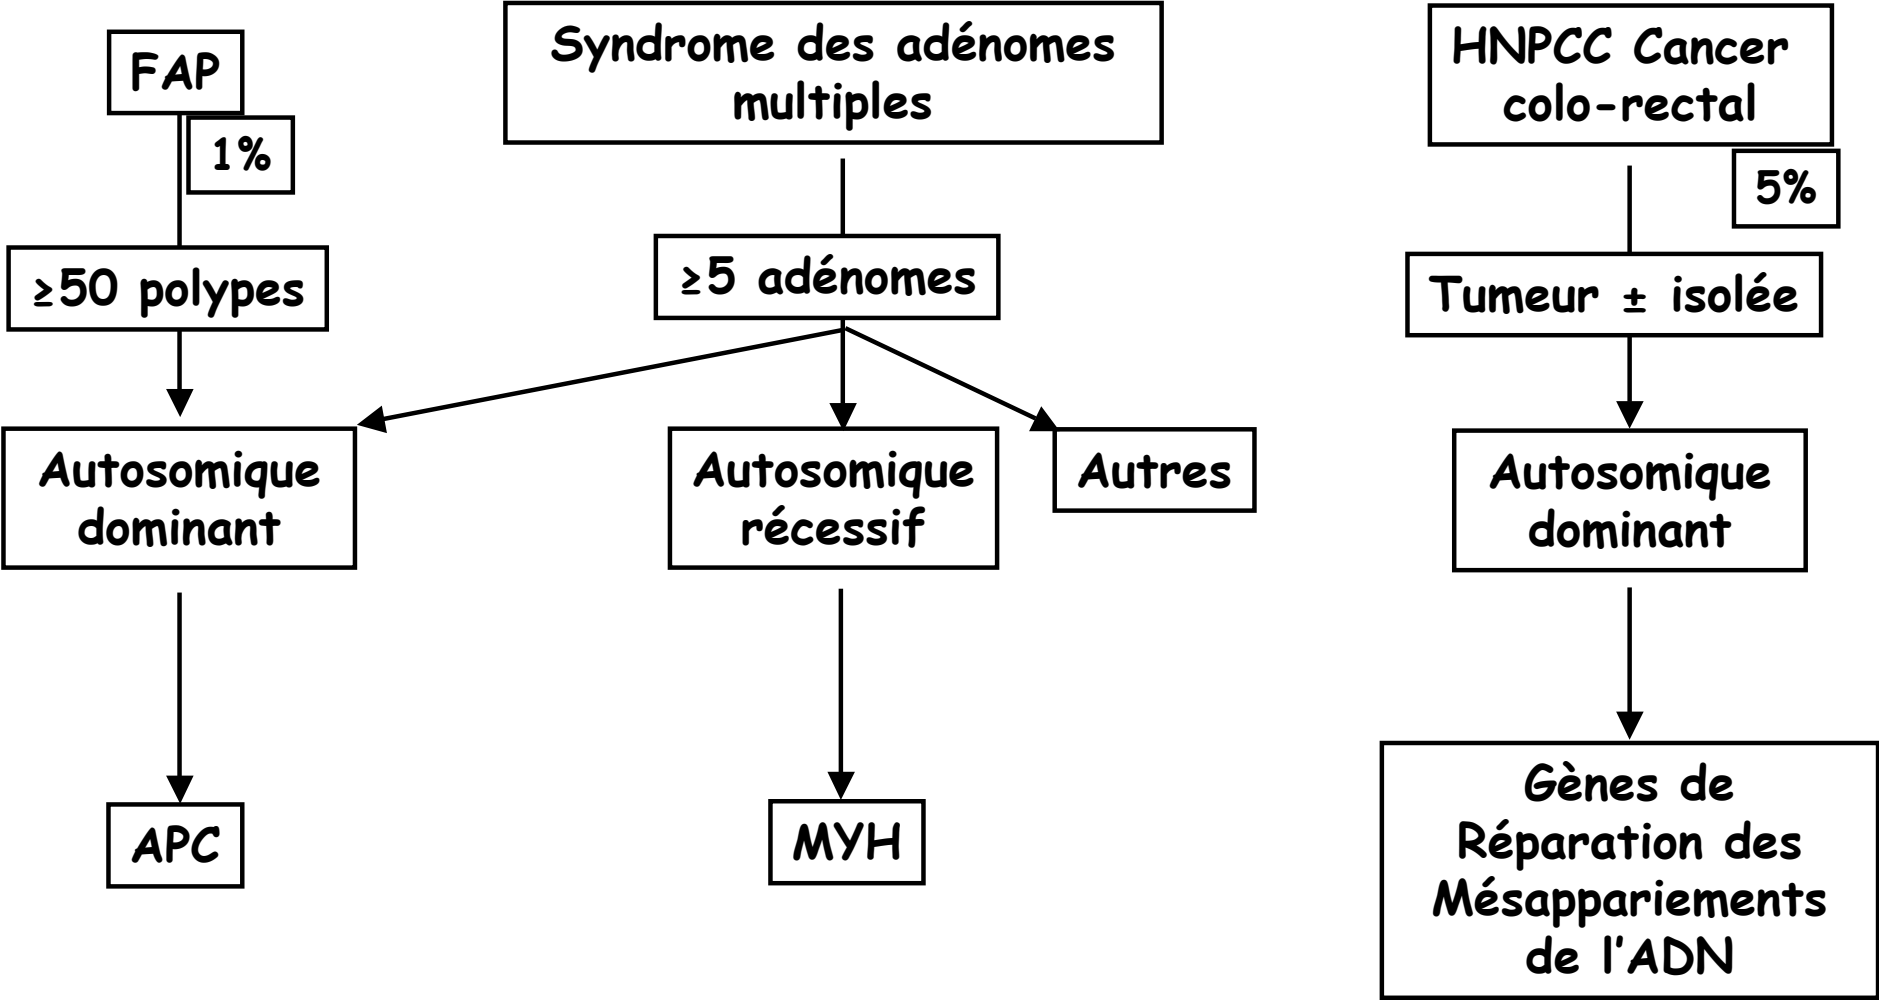 FAP
1%
≥50 polypes
Autosomique
dominant
APC
Syndrome des adénomes
multiples
≥5 adénomes
Autosomique
récessif
Autres
MYH
HNPCC Cancer
colo-rectal
5%
Tumeur ± isolée
Autosomique
dominant
Gènes de
Réparation des
Mésappariements
de l'ADN